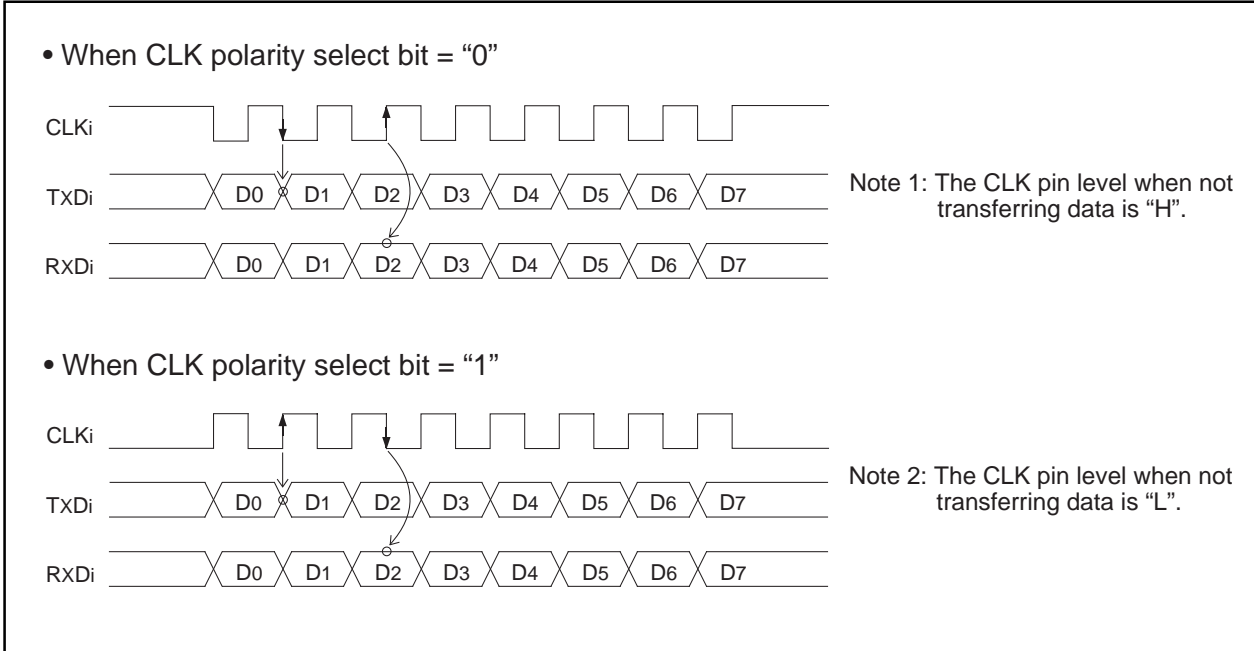 • When CLK polarity select bit = “0”
CLKi
TXDi D0 D1 D2 D3 D4 D5 D6 D7
RXDi D0 D1 D2 D3 D4 D5 D6 D7
Note 1: The CLK pin level when not
transferring data is “H”.
• When CLK polarity select bit = “1”
CLKi
TXDi D0 D1 D2 D3 D4 D5 D6 D7
RXDi D0 D1 D2 D3 D4 D5 D6 D7
Note 2: The CLK pin level when not
transferring data is “L”.